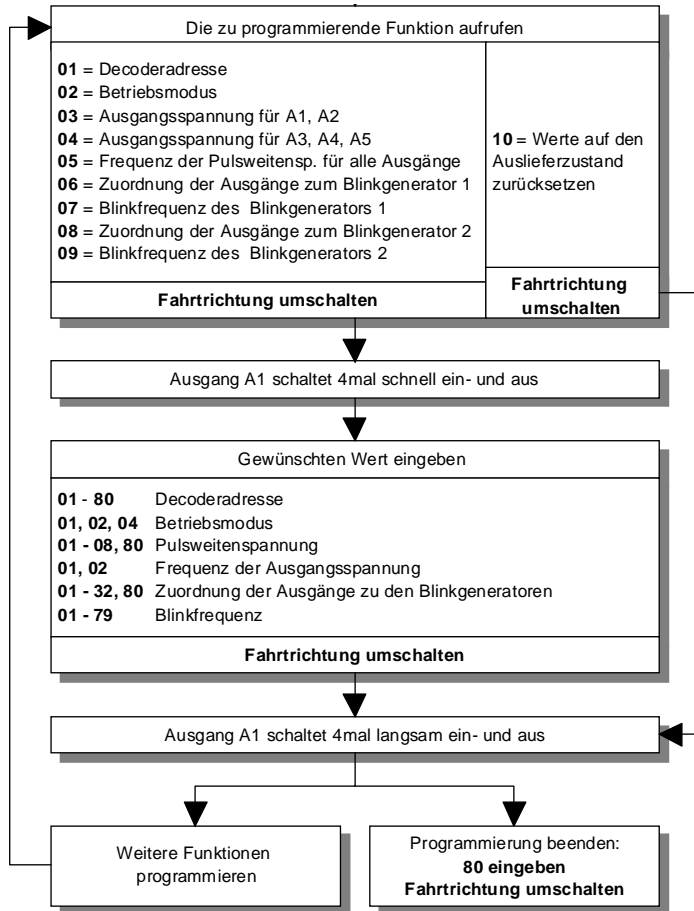 Die zu programmierende Funktion aufrufen
01 = Decoderadresse
02 = Betriebsmodus
03 = Ausgangsspannung für A1, A2
04 = Ausgangsspannung für A3, A4, A5
05 = Frequenz der Pulsweitensp. für alle Ausgänge
06 = Zuordnung der Ausgänge zum Blinkgenerator 1
07 = Blinkfrequenz des Blinkgenerators 1
08 = Zuordnung der Ausgänge zum Blinkgenerator 2
09 = Blinkfrequenz des Blinkgenerators 2
Fahrtrichtung umschalten
10 = Werte auf den
Auslieferzustand
zurücksetzen
Fahrtrichtung
umschalten
Ausgang A1 schaltet 4mal schnell ein- und aus
Gewünschten Wert eingeben
01 - 80 Decoderadresse
01, 02, 04 Betriebsmodus
01 - 08, 80 Pulsweitenspannung
01, 02 Frequenz der Ausgangsspannung
01 - 32, 80 Zuordnung der Ausgänge zu den Blinkgeneratoren
01 - 79 Blinkfrequenz
Fahrtrichtung umschalten
Ausgang A1 schaltet 4mal langsam ein- und aus
Weitere Funktionen
programmieren
Programmierung beenden:
80 eingeben
Fahrtrichtung umschalten